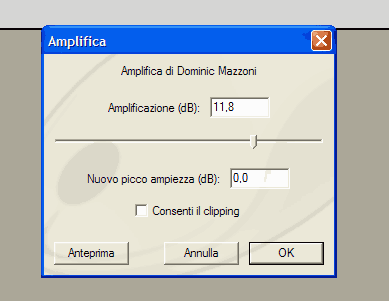 Amplifica
Amplifica di Dominic Mazzoni
Amplificazione (dB): 11,8
Nuovo picco ampiezza (dB): 0,0
Consenti il clipping
Anteprima Annulla OK